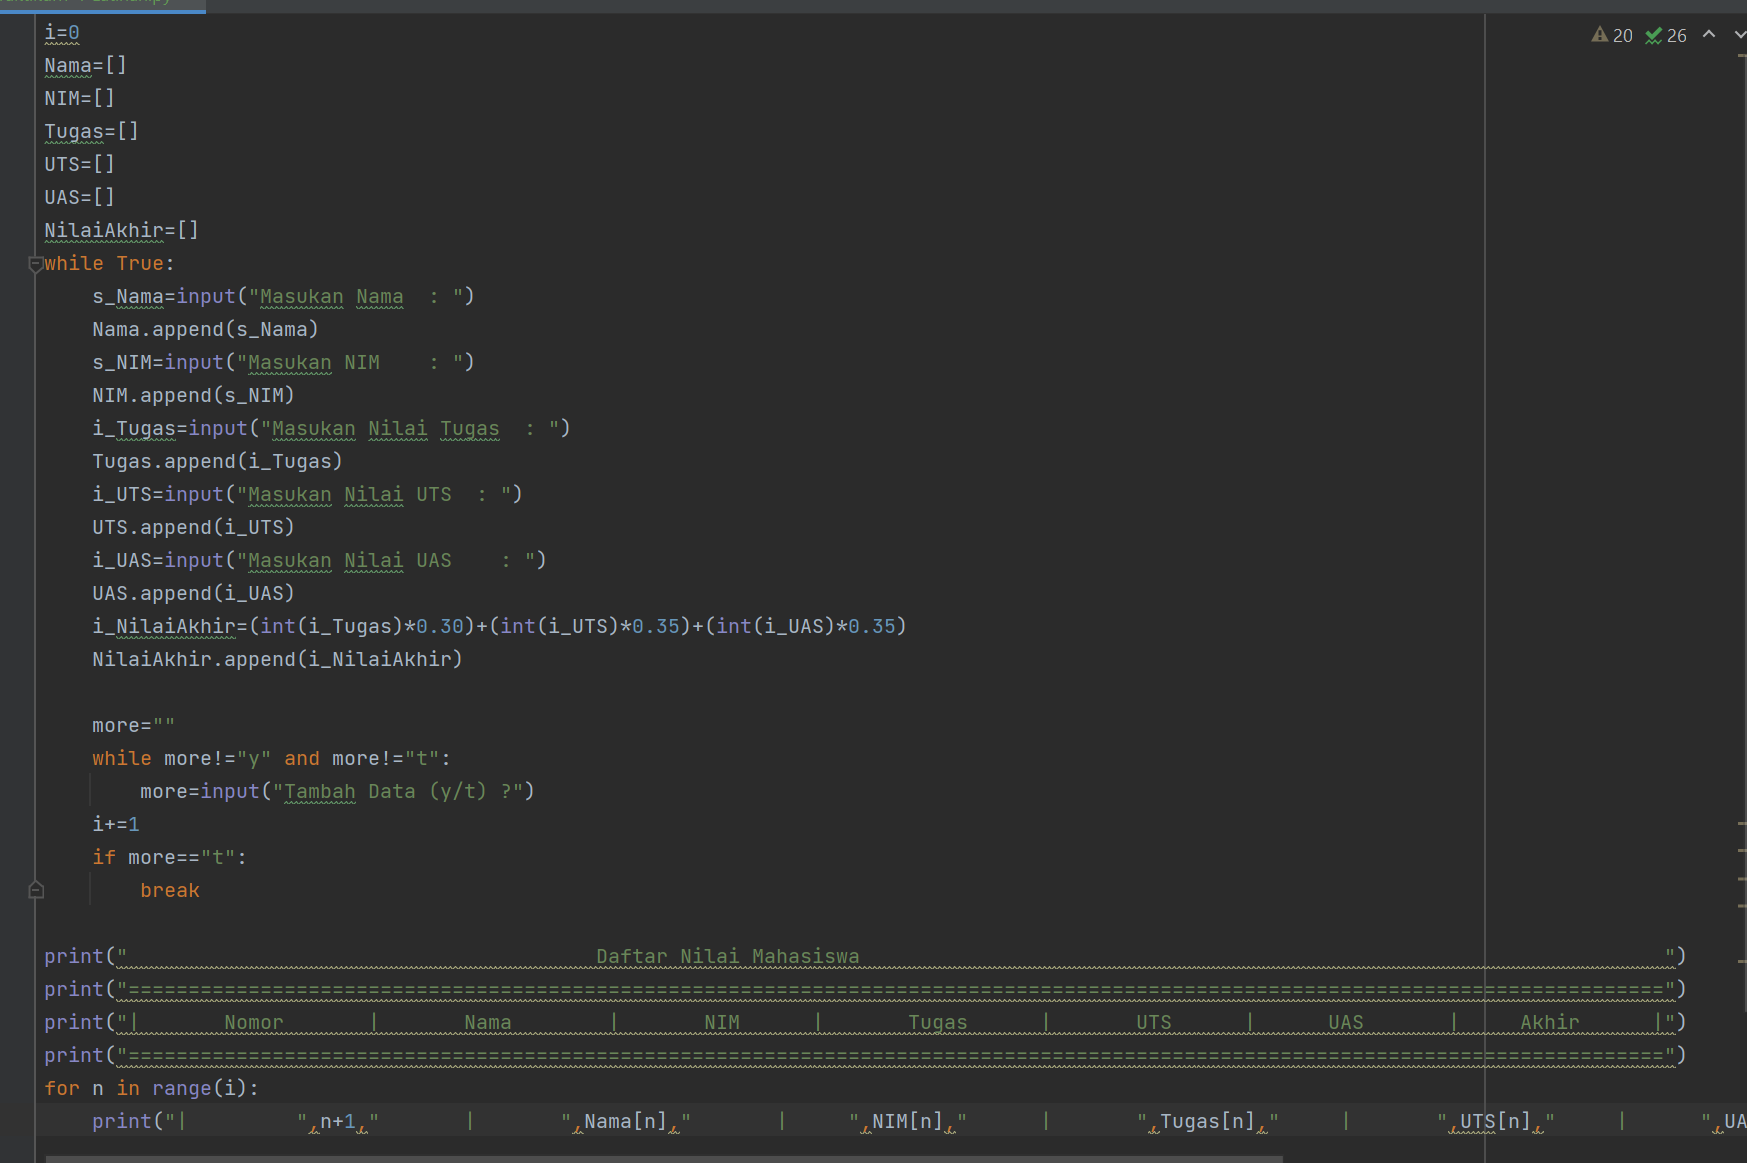 20 26
i=0
Nama=[]
NIM=[]
Tugas=[]
UTS=[]
UAS=[]
NilaiAkhir=[]
while True:
    s_Nama=input("Masukan Nama  : ")
    Nama.append(s_Nama)
    s_NIM=input("Masukan NIM    : ")
    NIM.append(s_NIM)
    i_Tugas=input("Masukan Nilai Tugas  : ")
    Tugas.append(i_Tugas)
    i_UTS=input("Masukan Nilai UTS  : ")
    UTS.append(i_UTS)
    i_UAS=input("Masukan Nilai UAS    : ")
    UAS.append(i_UAS)
    i_NilaiAkhir=(int(i_Tugas)*0.30)+(int(i_UTS)*0.35)+(int(i_UAS)*0.35)
    NilaiAkhir.append(i_NilaiAkhir)

    more=""
    while more!="y" and more!="t":
        more=input("Tambah Data (y/t) ?")
    i+=1
    if more=="t":
        break

print("                                       Daftar Nilai Mahasiswa                                                                   ")
print("================================================================================================================================")
print("|       Nomor       |       Nama        |       NIM      |       Tugas      |       UTS      |      UAS       |     Akhir      |")
print("================================================================================================================================")
for n in range(i):
    print("|         ",n+1,"       |       ",Nama[n],"       |     ",NIM[n],"      |       ",Tugas[n],"     |       ",UTS[n],"     |      ",UA